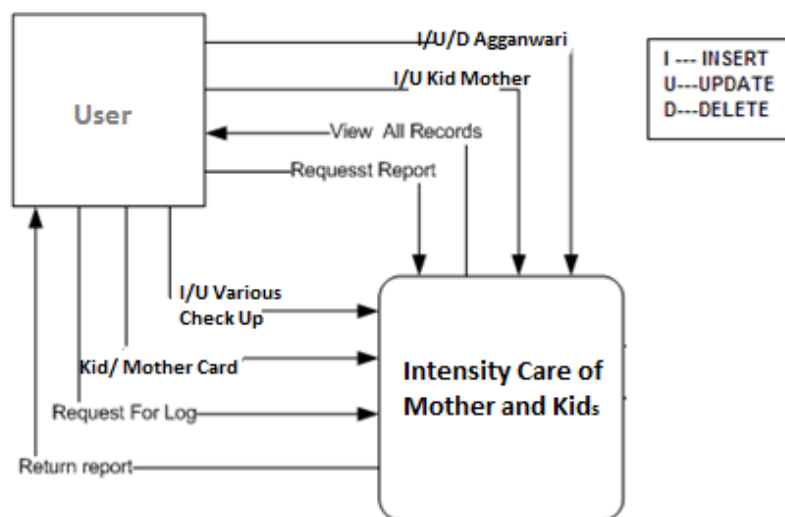 I/U/D Agganwari
I/U Kid Mother
User
View All Records
Requesst Report
I --- INSERT
U---UPDATE
D---DELETE
I/U Various
Check Up
Kid/ Mother Card
Request For Log
Return report
Intensity Care of
Mother and Kids